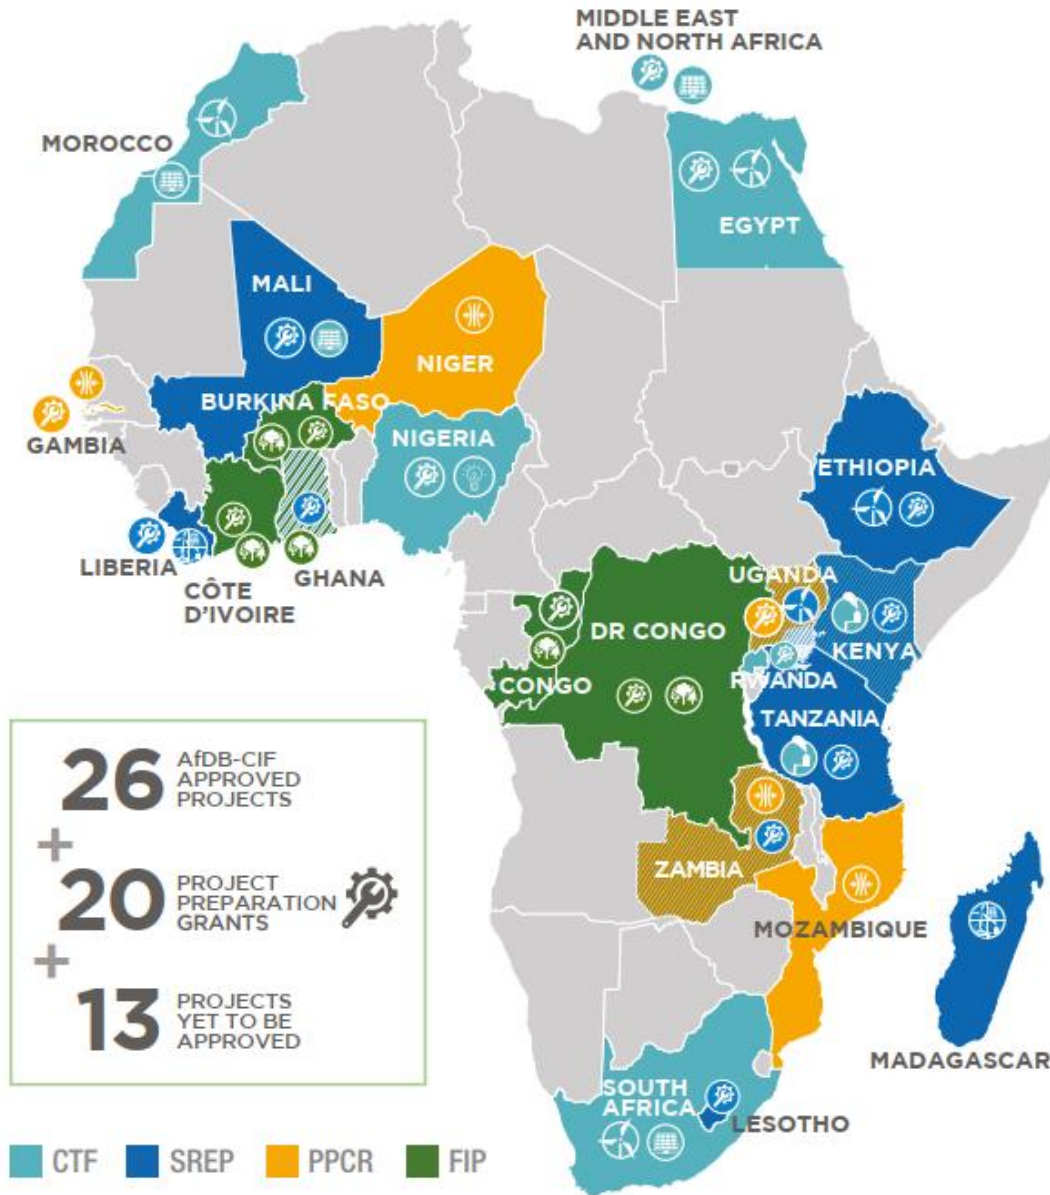 MIDDLE EAST
AND NORTH AFRICA
MOROCCO
EGYPT
MALI
NIGER
BURKINA FASO
GAMBIA
NIGERIA
ETHIOPIA
LIBERIA
CÔTE
D'IVOIRE
GHANA
UGANDA
DR CONGO
KENYA
CONGO
RWANDA
TANZANIA
26
AfDB-CIF
APPROVED
PROJECTS
+
20
PROJECT
PREPARATION
GRANTS
+
13
PROJECTS
YET TO BE
APPROVED
ZAMBIA
MOZAMBIQUE
MADAGASCAR
SOUTH
AFRICA
LESOTHO
CTF
SREP
PPCR
FIP